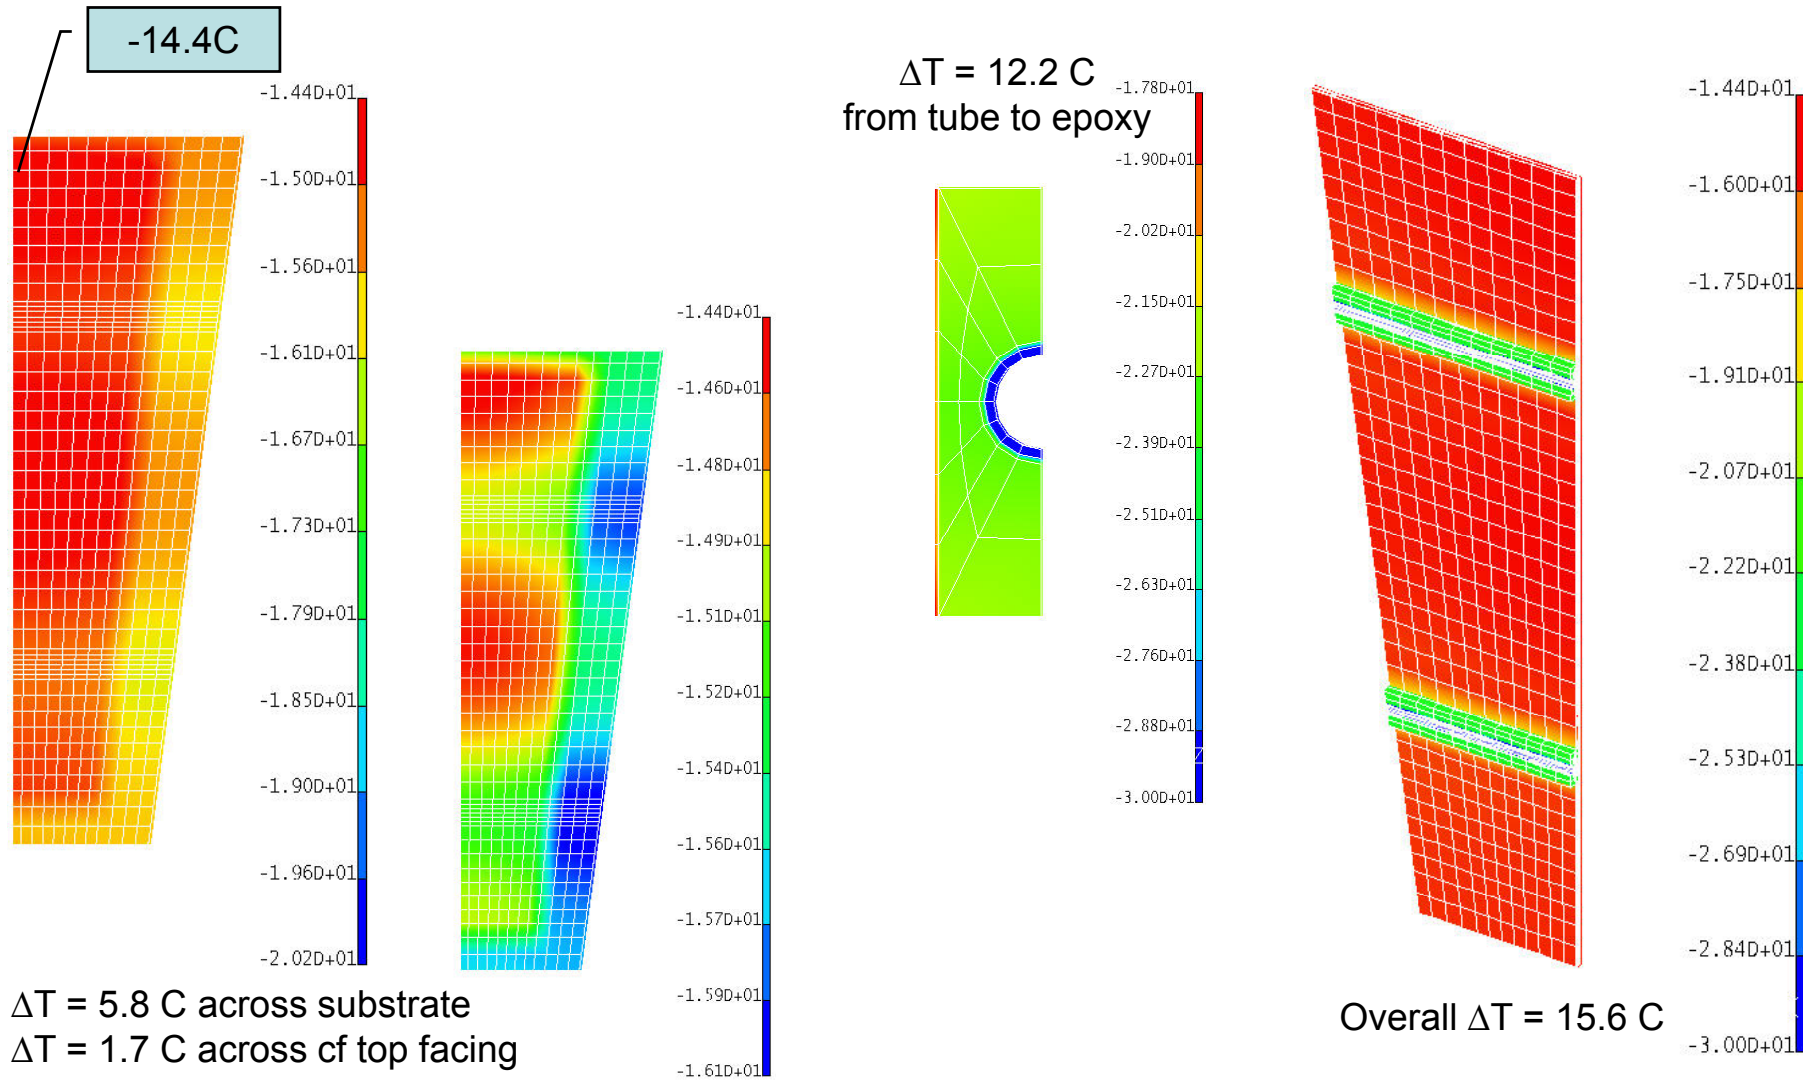 -14.4C
-1.44D+01
-1.50D+01
-1.56D+01
-1.61D+01
-1.67D+01
-1.73D+01
-1.79D+01
-1.85D+01
-1.90D+01
-1.96D+01
-2.02D+01
ΔT = 5.8 C across substrate
ΔT = 1.7 C across cf top facing
-1.44D+01
-1.46D+01
-1.48D+01
-1.49D+01
-1.51D+01
-1.52D+01
-1.54D+01
-1.56D+01
-1.57D+01
-1.59D+01
-1.61D+01
ΔT = 12.2 C
from tube to epoxy
-1.78D+01
-1.90D+01
-2.02D+01
-2.15D+01
-2.27D+01
-2.39D+01
-2.51D+01
-2.63D+01
-2.76D+01
-2.88D+01
-3.00D+01
-1.44D+01
-1.60D+01
-1.75D+01
-1.91D+01
-2.07D+01
-2.22D+01
-2.38D+01
-2.53D+01
-2.69D+01
-2.84D+01
-3.00D+01
Overall ΔT = 15.6 C